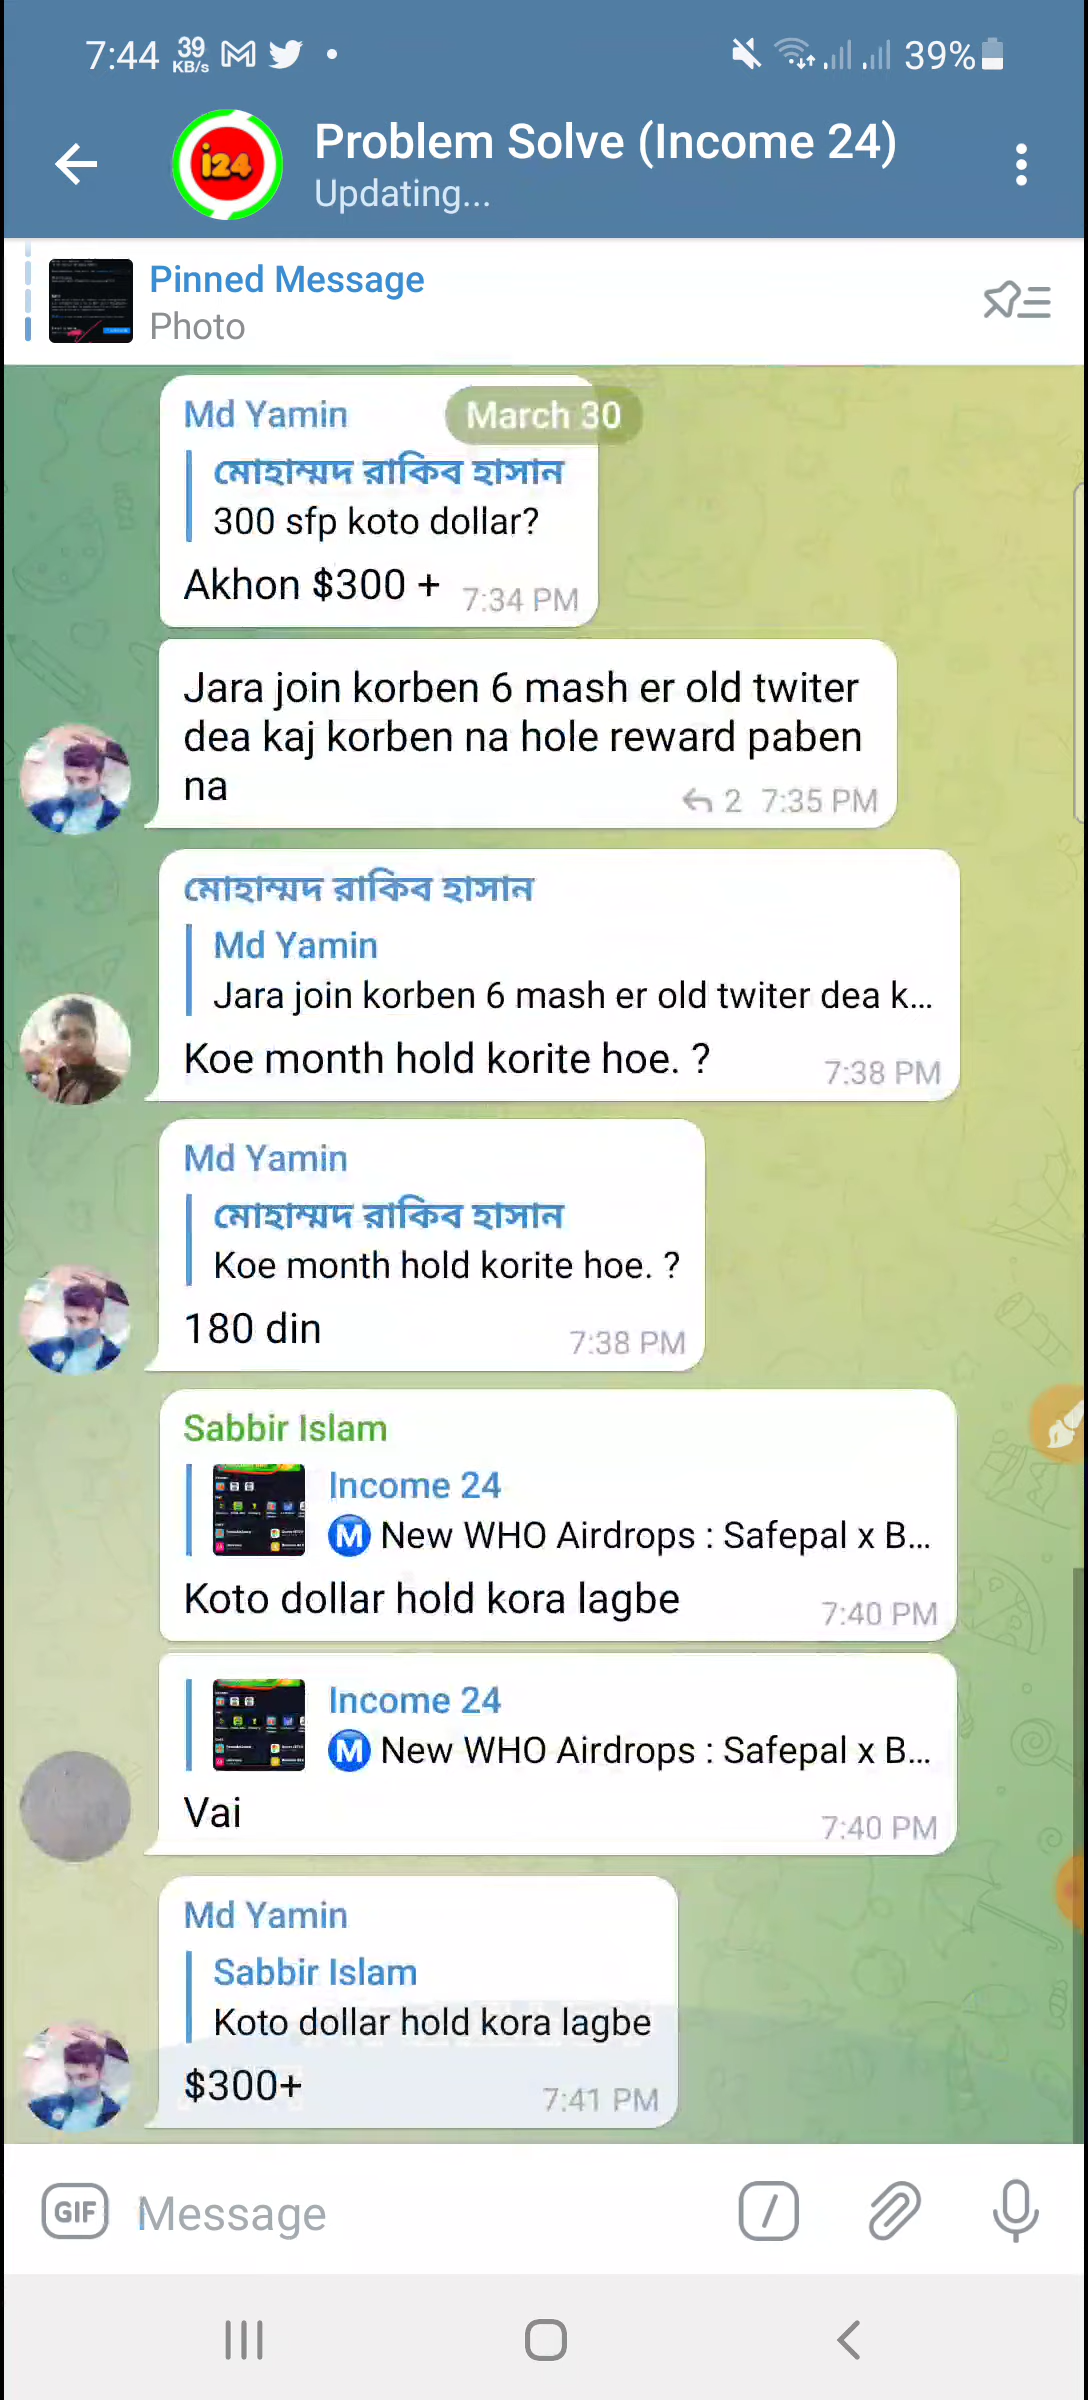 7:44
39
KB/s
39%
i24
Problem Solve (Income 24)
Updating...
Pinned Message
Photo
March 30
Md Yamin
মোহাম্মদ রাকিব হাসান
300 sfp koto dollar?
Akhon $300 +
7:34 PM
Jara join korben 6 mash er old twiter
dea kaj korben na hole reward paben
na
2 7:35 PM
মোহাম্মদ রাকিব হাসান
Md Yamin
Jara join korben 6 mash er old twiter dea k...
Koe month hold korite hoe. ?
7:38 PM
Md Yamin
মোহাম্মদ রাকিব হাসান
Koe month hold korite hoe. ?
180 din
7:38 PM
Sabbir Islam
Income 24
Ⓜ️ New WHO Airdrops : Safepal x B...
Koto dollar hold kora lagbe
7:40 PM
Income 24
Ⓜ️ New WHO Airdrops : Safepal x B...
Vai
7:40 PM
Md Yamin
Sabbir Islam
Koto dollar hold kora lagbe
$300+
7:41 PM
GIF
Message